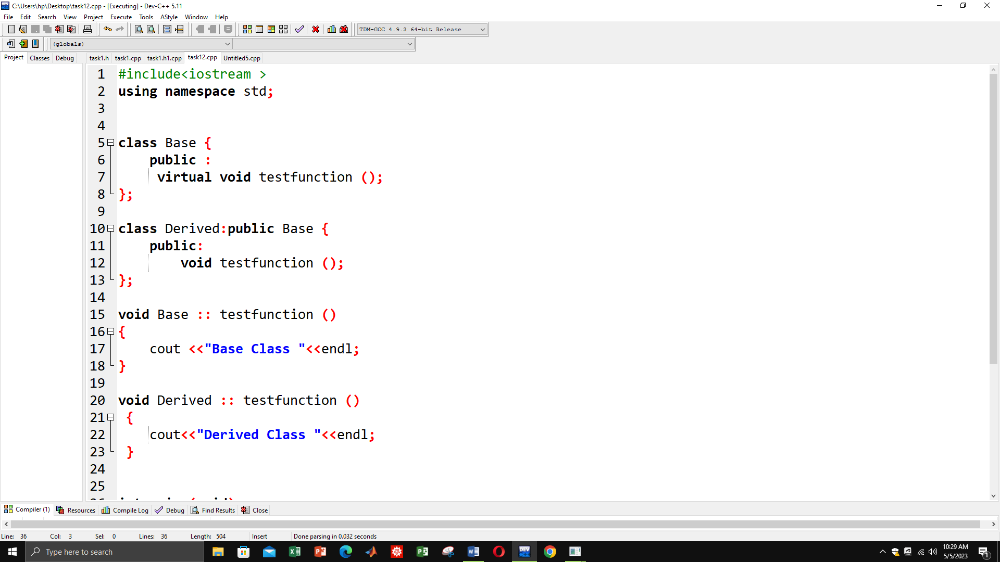 C:\Users\hp\Desktop\task12.cpp - [Executing] - Dev-C++ 5.11
File Edit Search View Project Execute Tools AStyle Window Help
TDM-GCC 4.9.2 64-bit Release
(globals)
Project Classes Debug task1.h task1.cpp task1.h1.cpp task12.cpp Untitled5.cpp
1 #include<iostream >
2 using namespace std;
3
4
5 class Base {
6 public :
7 virtual void testfunction ();
8 };
9
10 class Derived:public Base {
11 public:
12 void testfunction ();
13 };
14
15 void Base :: testfunction ()
16 {
17 cout <<"Base Class "<<endl;
18 }
19
20 void Derived :: testfunction ()
21 {
22 cout<<"Derived Class "<<endl;
23 }
24
25
Compiler (1) Resources Compile Log Debug Find Results Close
Line: 36 Col: 3 Sel: 0 Lines: 36 Length: 504 Insert Done parsing in 0.032 seconds
Type here to search
10:29 AM
5/5/2023
1